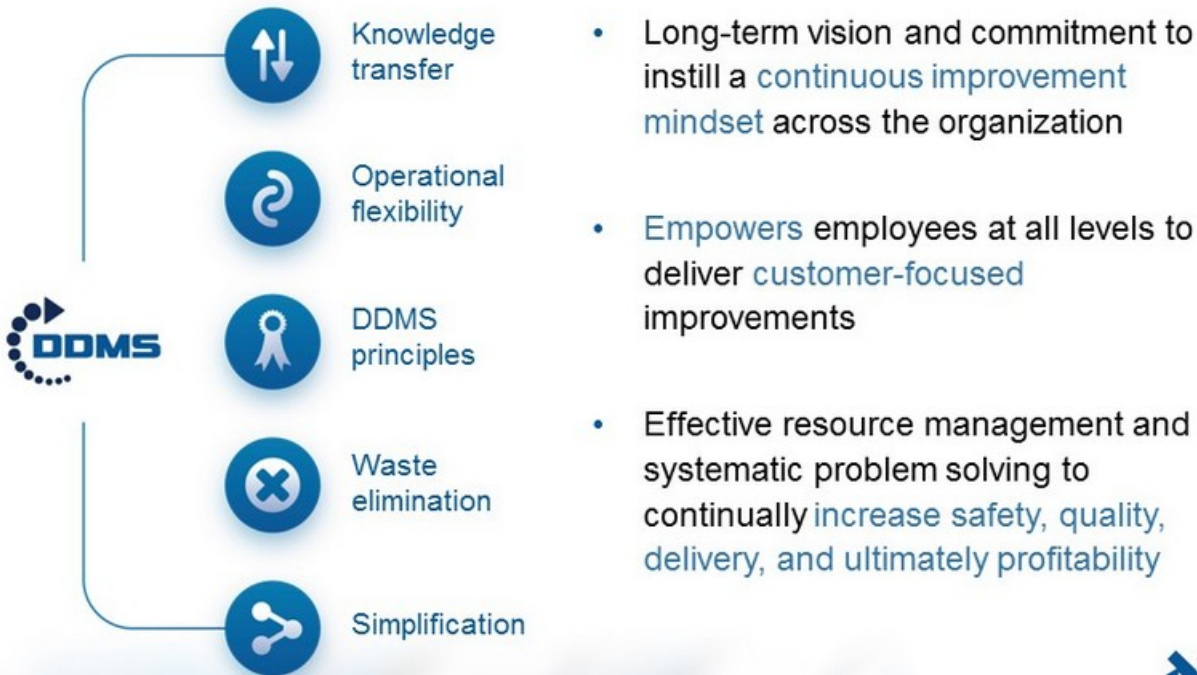 Knowledge
transfer
Operational
flexibility
DDMS
DDMS
principles
Waste
elimination
Simplification
• Long-term vision and commitment to
instill a continuous improvement
mindset across the organization
• Empowers employees at all levels to
deliver customer-focused
improvements
• Effective resource management and
systematic problem solving to
continually increase safety, quality,
delivery, and ultimately profitability